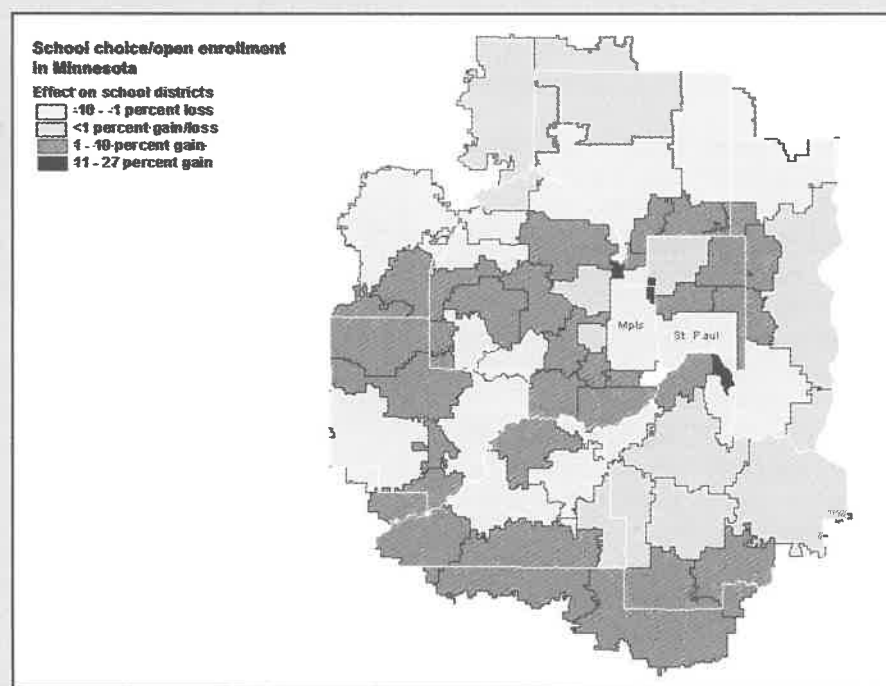 School choice/open enrollment
in Minnesota
Effect on school districts
-10 - -1 percent loss
<1 percent gain/loss
1 - 10 percent gain
11 - 27 percent gain
Mpls
St. Paul